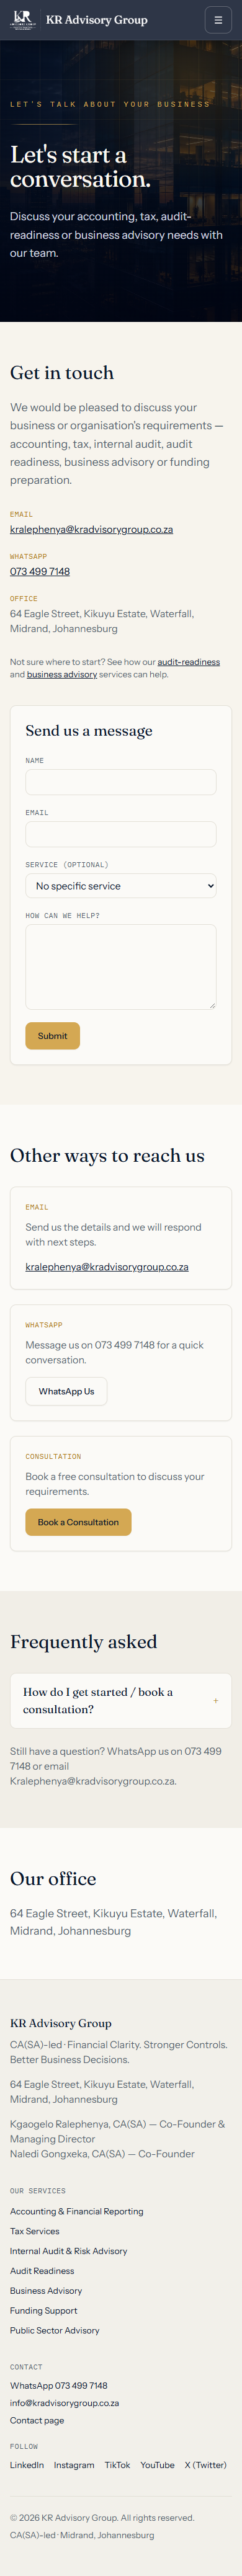 KR Advisory Group
☰
LET'S TALK ABOUT YOUR BUSINESS
Let's start a
conversation.
Discuss your accounting, tax, audit-
readiness or business advisory needs with
our team.
Get in touch
We would be pleased to discuss your
business or organisation's requirements —
accounting, tax, internal audit, audit
readiness, business advisory or funding
preparation.
EMAIL
kralephenya@kradvisorygroup.co.za
WHATSAPP
073 499 7148
OFFICE
64 Eagle Street, Kikuyu Estate, Waterfall,
Midrand, Johannesburg
Not sure where to start? See how our audit-readiness
and business advisory services can help.
Send us a message
NAME
EMAIL
SERVICE (OPTIONAL)
No specific service
HOW CAN WE HELP?
Submit
Other ways to reach us
EMAIL
Send us the details and we will respond
with next steps.
kralephenya@kradvisorygroup.co.za
WHATSAPP
Message us on 073 499 7148 for a quick
conversation.
WhatsApp Us
CONSULTATION
Book a free consultation to discuss your
requirements.
Book a Consultation
Frequently asked
How do I get started / book a
consultation?
+
Still have a question? WhatsApp us on 073 499
7148 or email
Kralephenya@kradvisorygroup.co.za.
Our office
64 Eagle Street, Kikuyu Estate, Waterfall,
Midrand, Johannesburg
KR Advisory Group
CA(SA)-led · Financial Clarity. Stronger Controls.
Better Business Decisions.
64 Eagle Street, Kikuyu Estate, Waterfall,
Midrand, Johannesburg
Kgaogelo Ralephenya, CA(SA) — Co-Founder &
Managing Director
Naledi Gongxeka, CA(SA) — Co-Founder
OUR SERVICES
Accounting & Financial Reporting
Tax Services
Internal Audit & Risk Advisory
Audit Readiness
Business Advisory
Funding Support
Public Sector Advisory
CONTACT
WhatsApp 073 499 7148
info@kradvisorygroup.co.za
Contact page
FOLLOW
LinkedIn Instagram TikTok YouTube X (Twitter)
© 2026 KR Advisory Group. All rights reserved.
CA(SA)-led · Midrand, Johannesburg